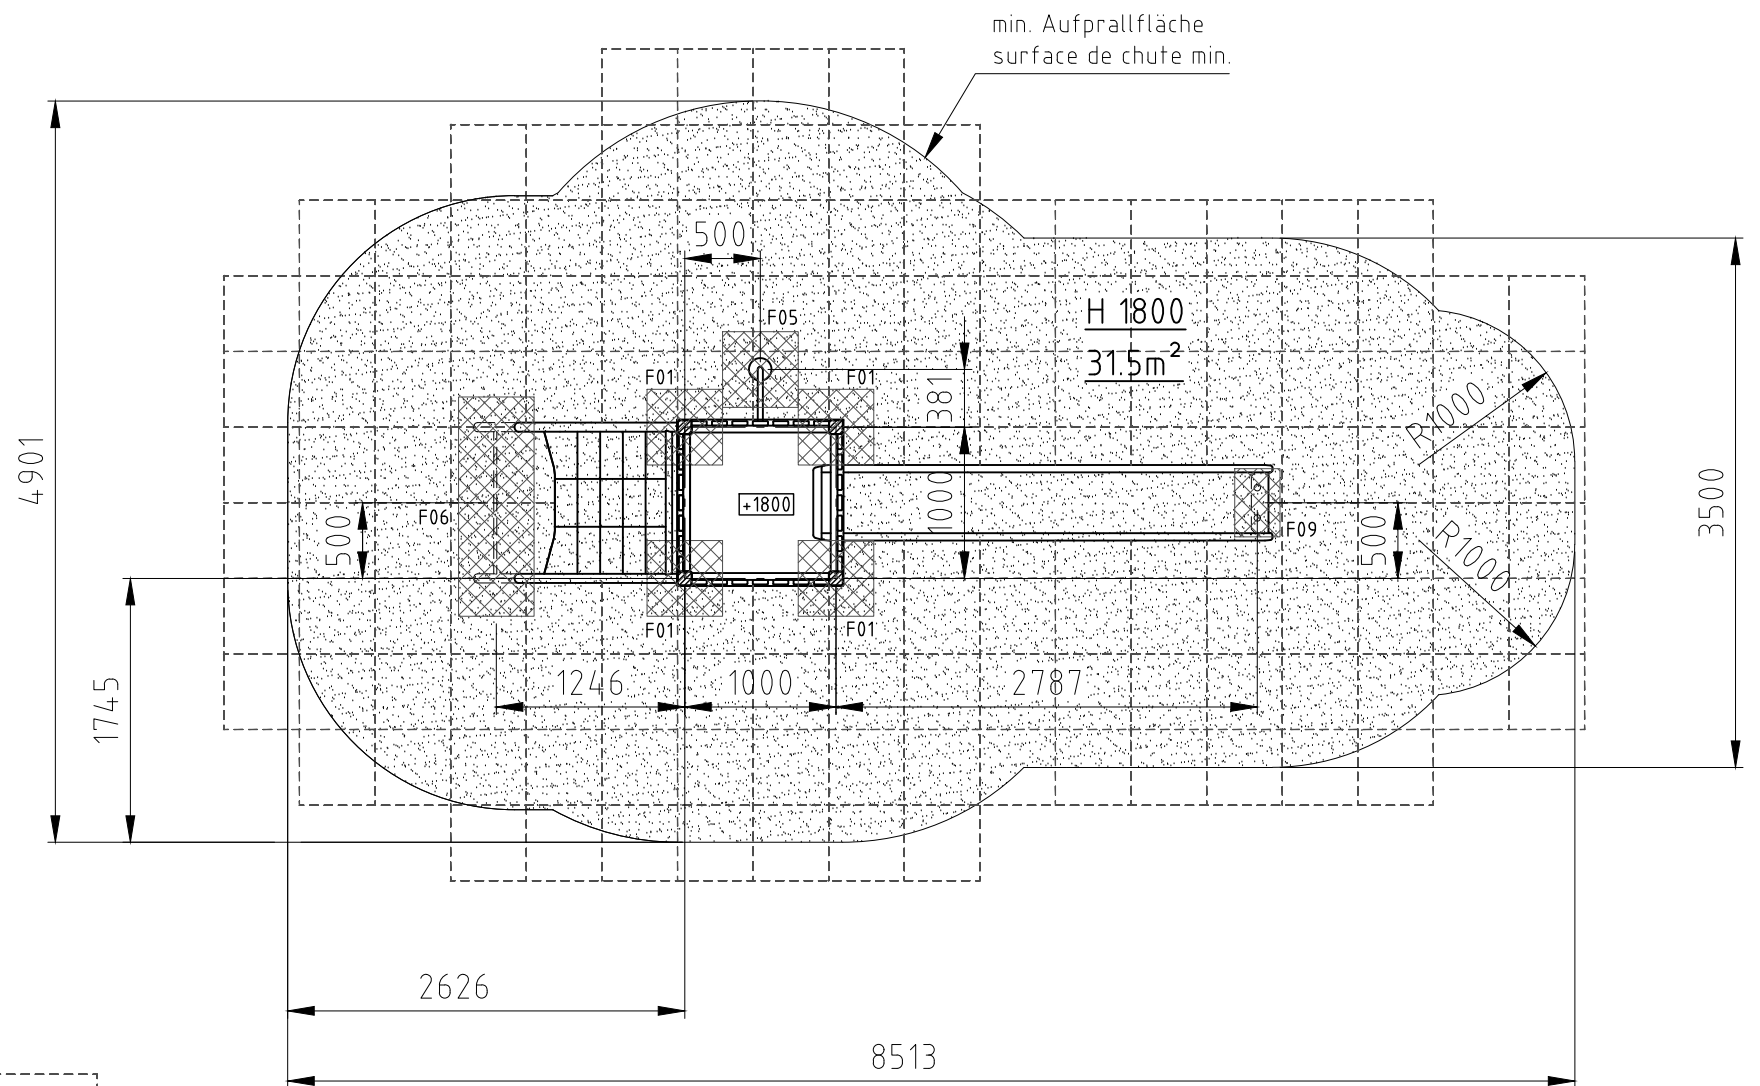 min. Aufprallfläche
surface de chute min.
500
H 1800
31.5m²
F05
F01
F01
381
R1000
4901
+1800
1000
3500
F06
500
F09
500
R1000
F01
F01
1745
1246
1000
2787
2626
8513